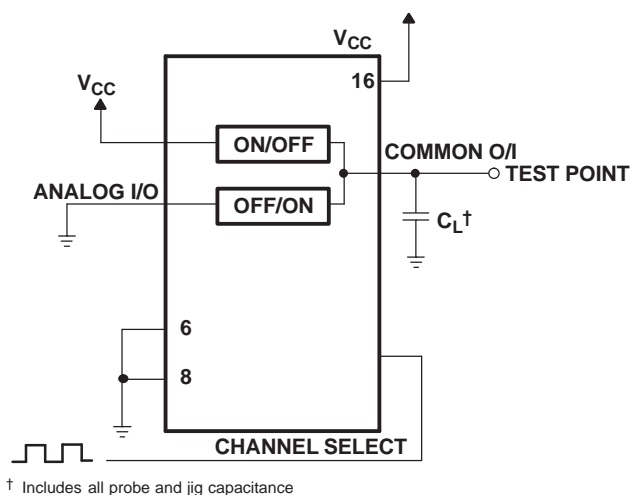 VCC
16
VCC
ON/OFF
COMMON O/I
TEST POINT
ANALOG I/O
OFF/ON
CL†
6
8
CHANNEL SELECT
† Includes all probe and jig capacitance